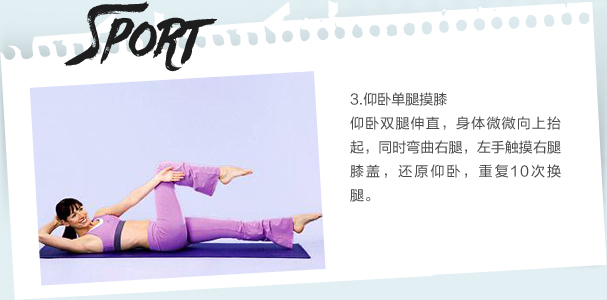 SPORT
3.仰卧单腿摸膝
仰卧双腿伸直，身体微微向上抬
起，同时弯曲右腿，左手触摸右腿
膝盖，还原仰卧，重复10次换
腿。